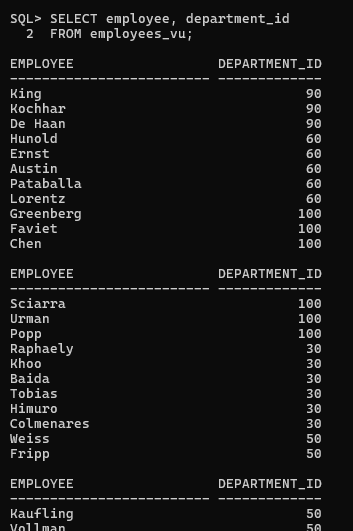 SQL> SELECT employee, department_id
  2  FROM employees_vu;
EMPLOYEE                  DEPARTMENT_ID
------------------------- -------------
King                                 90
Kochhar                              90
De Haan                              90
Hunold                               60
Ernst                                60
Austin                               60
Pataballa                            60
Lorentz                              60
Greenberg                           100
Faviet                              100
Chen                                100
EMPLOYEE                  DEPARTMENT_ID
------------------------- -------------
Sciarra                             100
Urman                               100
Popp                                100
Raphaely                             30
Khoo                                 30
Baida                                30
Tobias                               30
Himuro                               30
Colmenares                           30
Weiss                                50
Fripp                                50
EMPLOYEE                  DEPARTMENT_ID
------------------------- -------------
Kaufling                             50
Vollman                              50